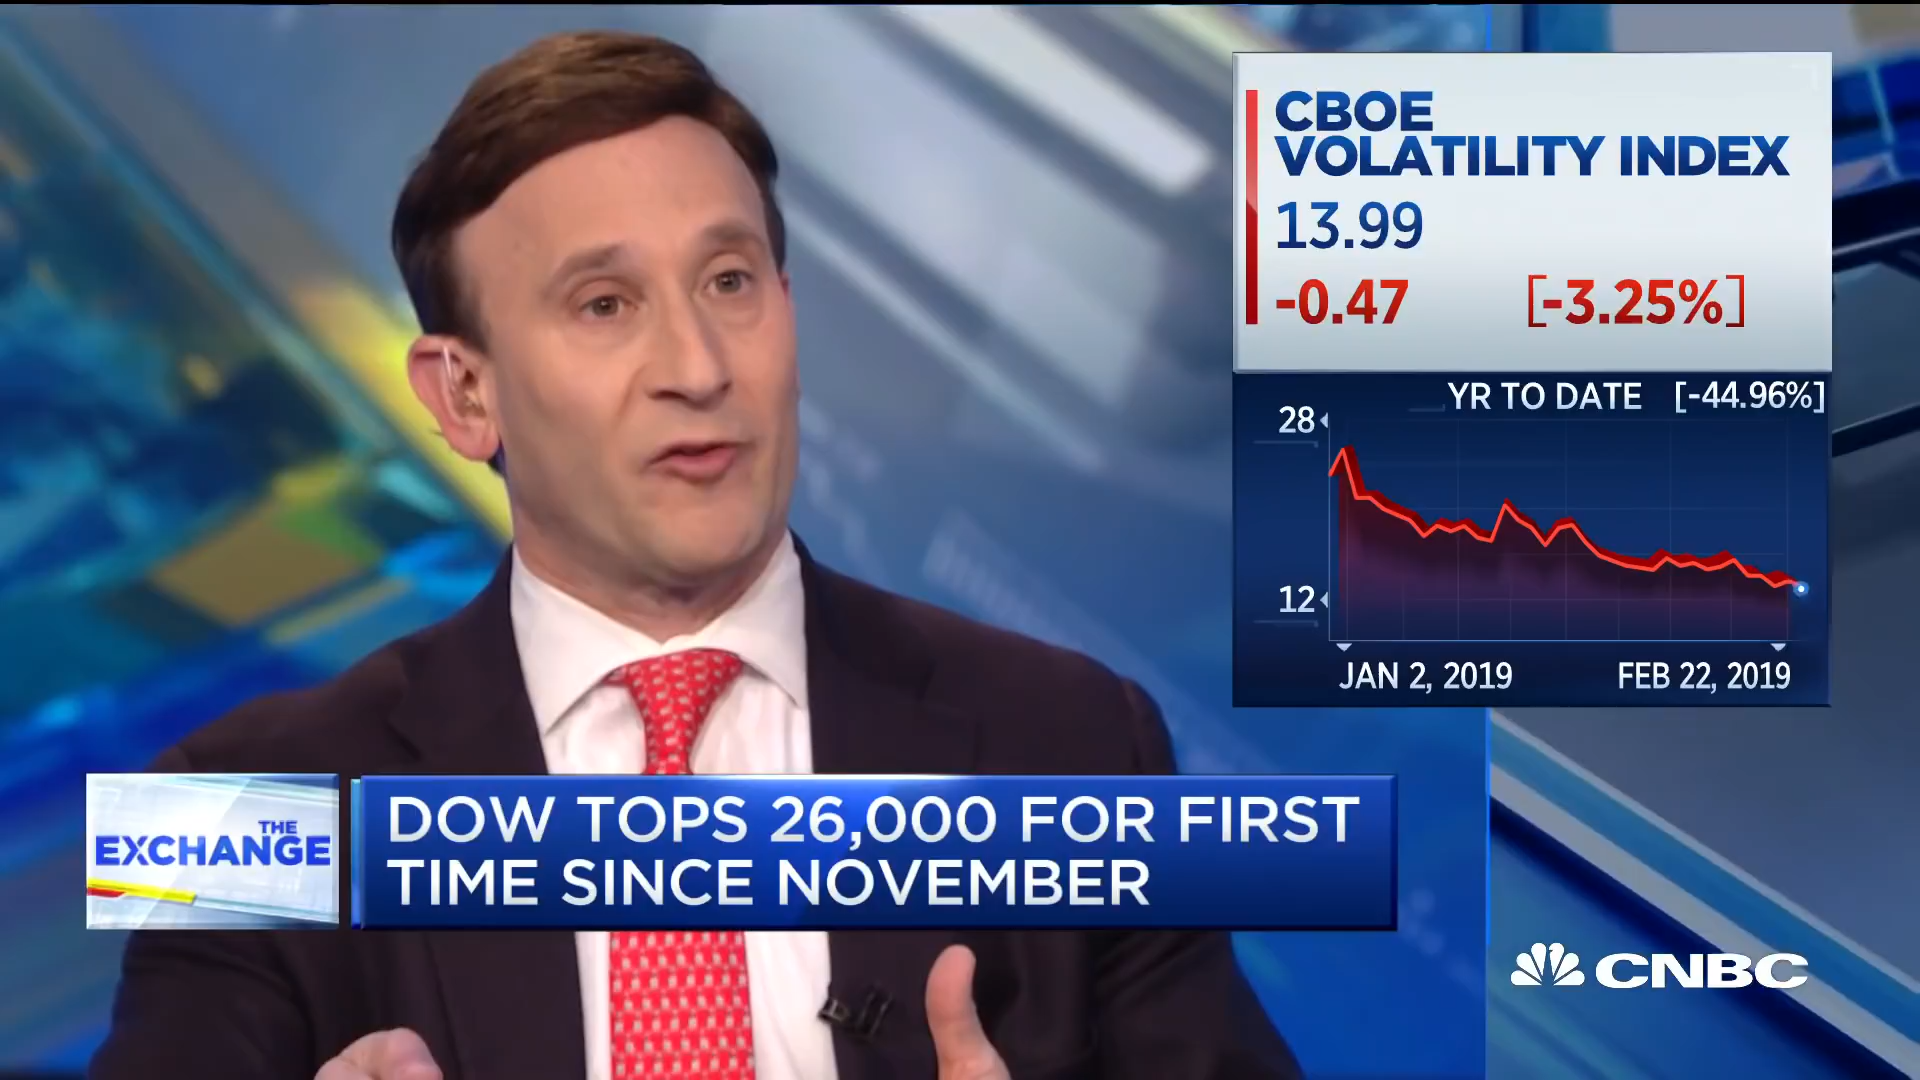 CBOE
VOLATILITY INDEX
13.99
-0.47 [-3.25%]
YR TO DATE [-44.96%]
28
12
JAN 2, 2019 FEB 22, 2019
THE
EXCHANGE
DOW TOPS 26,000 FOR FIRST
TIME SINCE NOVEMBER
CNBC